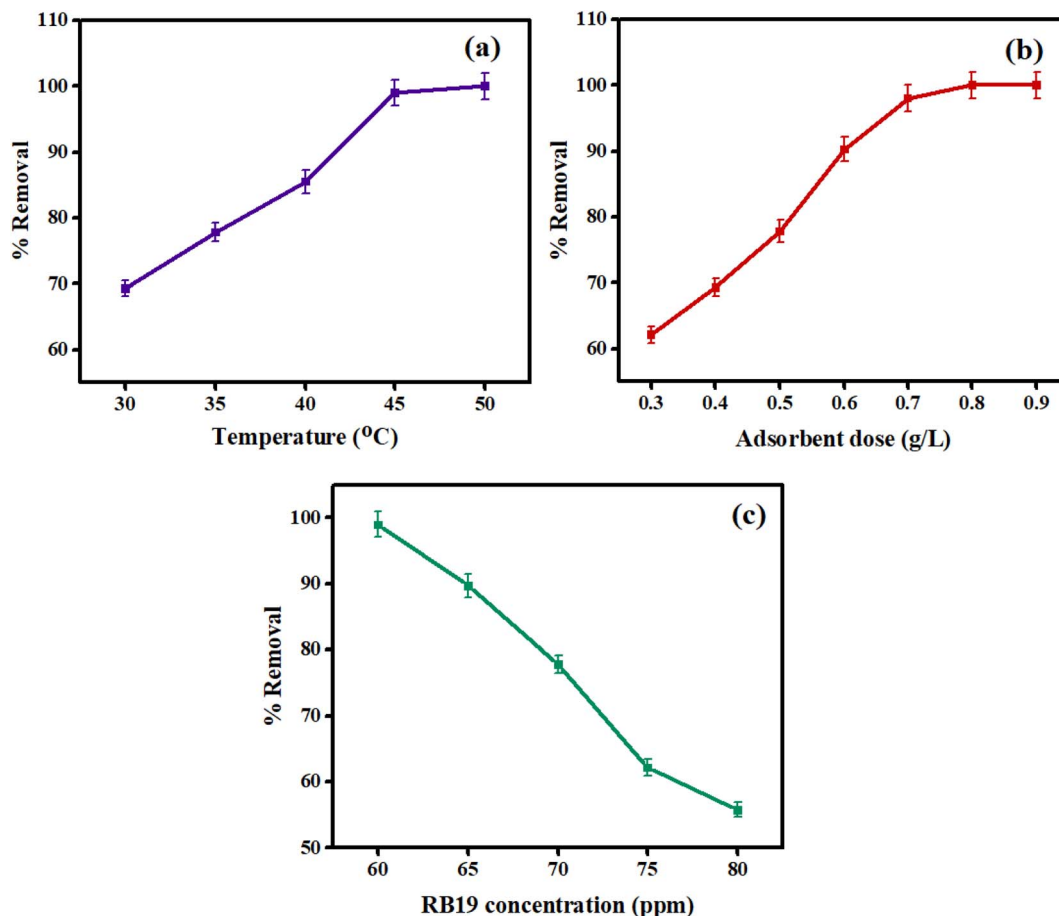 (a)
110
100
90
80
70
60
% Removal
30 35 40 45 50
Temperature (°C)
(b)
110
100
90
80
70
60
% Removal
0.3 0.4 0.5 0.6 0.7 0.8 0.9
Adsorbent dose (g/L)
(c)
100
90
80
70
60
50
% Removal
60 65 70 75 80
RB19 concentration (ppm)